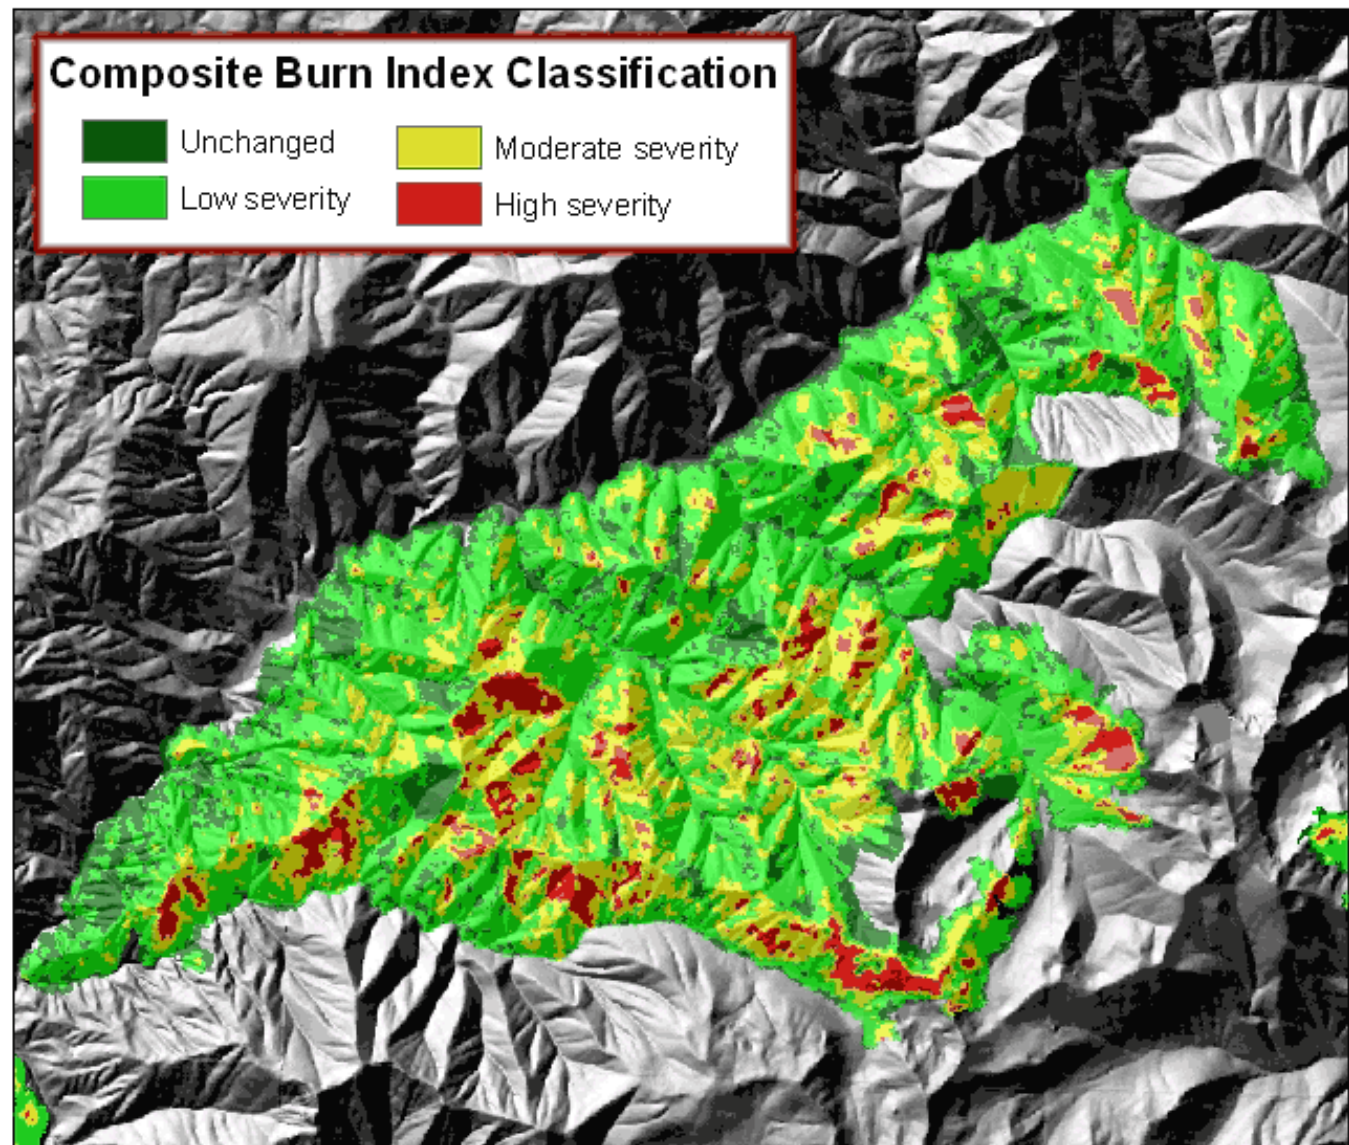 Composite Burn Index Classification
Unchanged
Moderate severity
Low severity
High severity